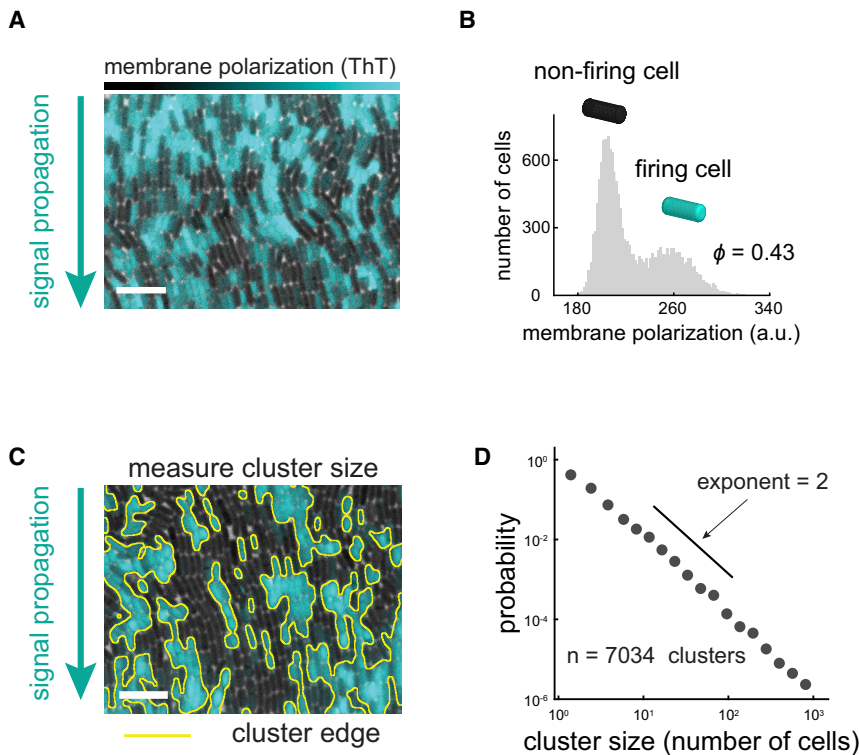 A
membrane polarization (ThT)
signal propagation
B
non-firing cell
firing cell
number of cells
600
300
0
ϕ = 0.43
180
260
340
membrane polarization (a.u.)
C
measure cluster size
signal propagation
cluster edge
D
exponent = 2
probability
10⁰
10⁻²
10⁻⁴
10⁻⁶
n = 7034 clusters
10⁰
10¹
10²
10³
cluster size (number of cells)